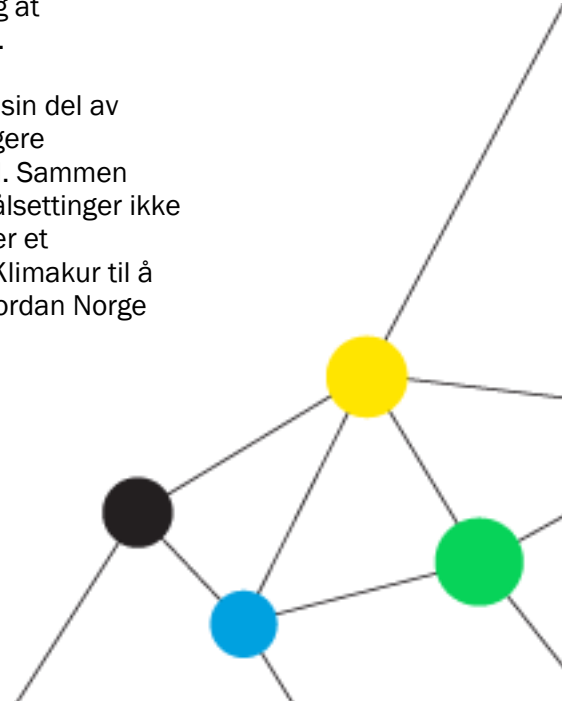 g at
.
sin del av
gere
. Sammen
ålsettinger ikke
er et
Klimakur til å
ordan Norge